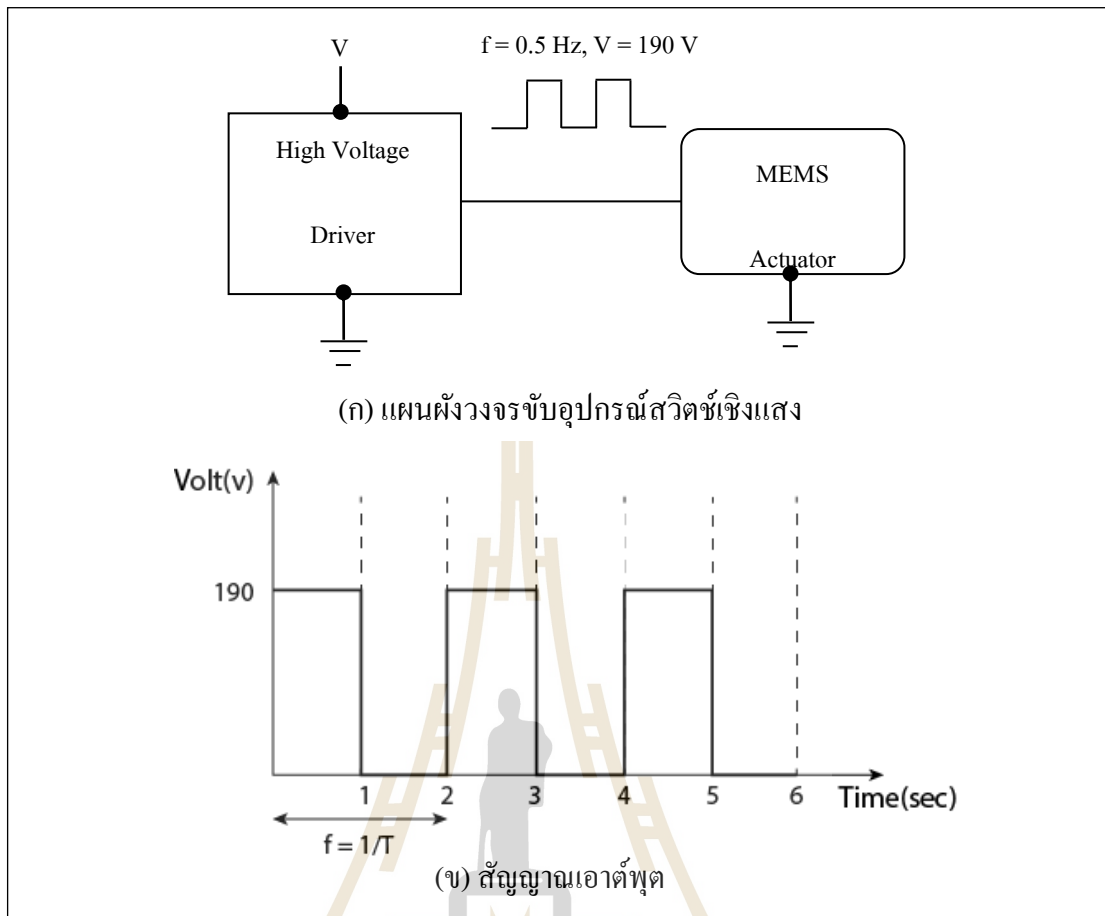 V
f = 0.5 Hz, V = 190 V
High Voltage
Driver
MEMS
Actuator
(ก) แผนผังวงจรขับอุปกรณ์สวิตช์เชิงแสง
Volt(v)
190
1 2 3 4 5 6 Time(sec)
f = 1/T
(ข) สัญญาณเอาต์พุต